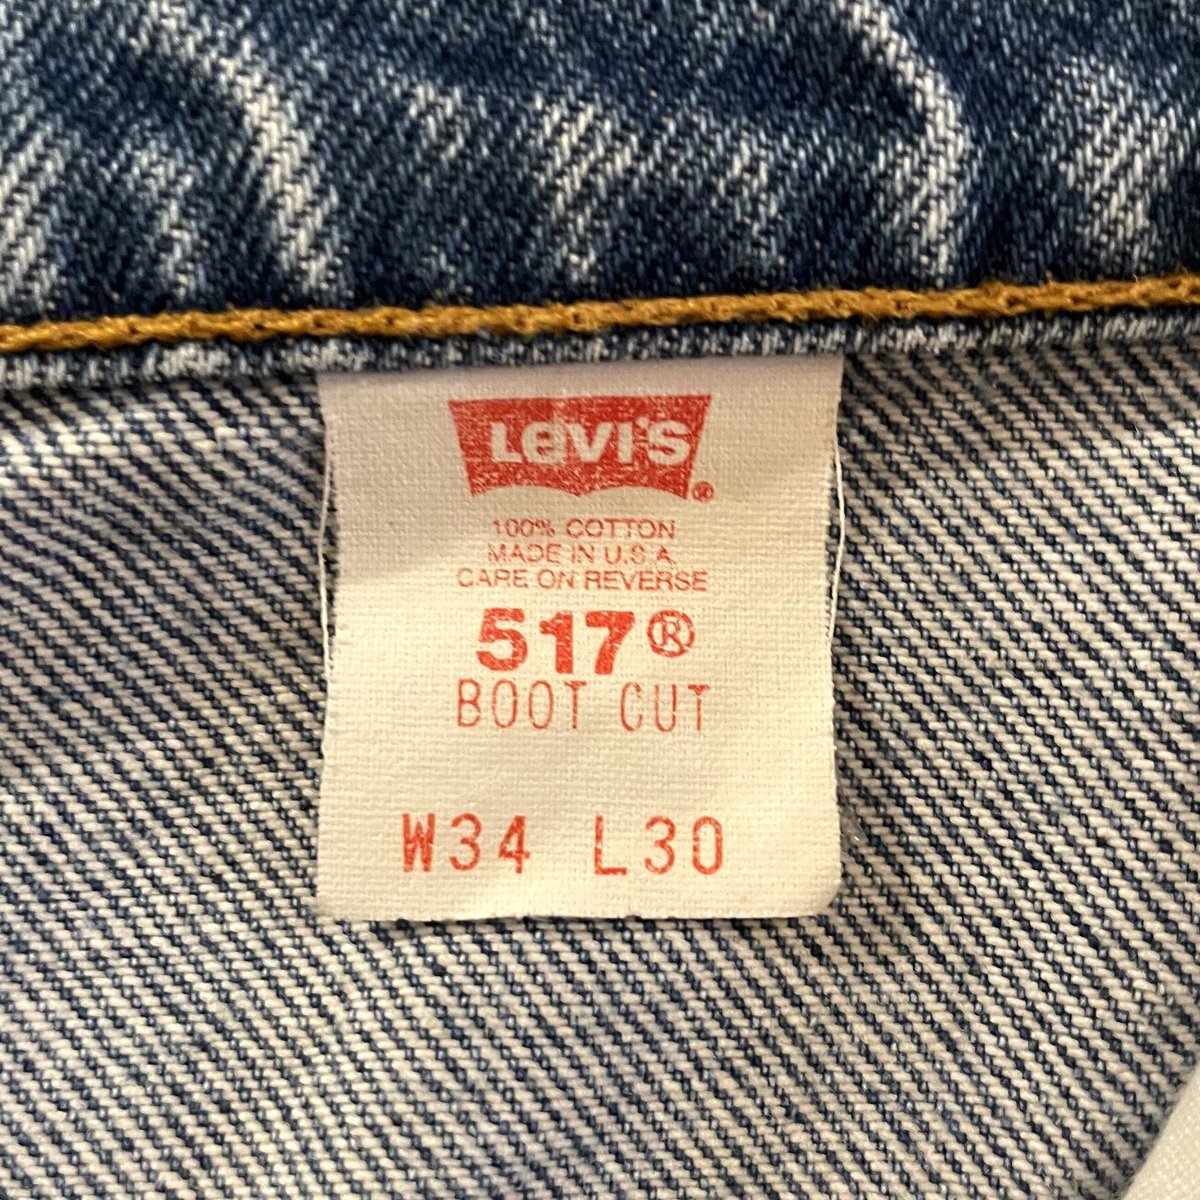 LEVI'S ®
100% COTTON
MADE IN U.S.A.
CARE ON REVERSE
517®
BOOT CUT
W34 L30